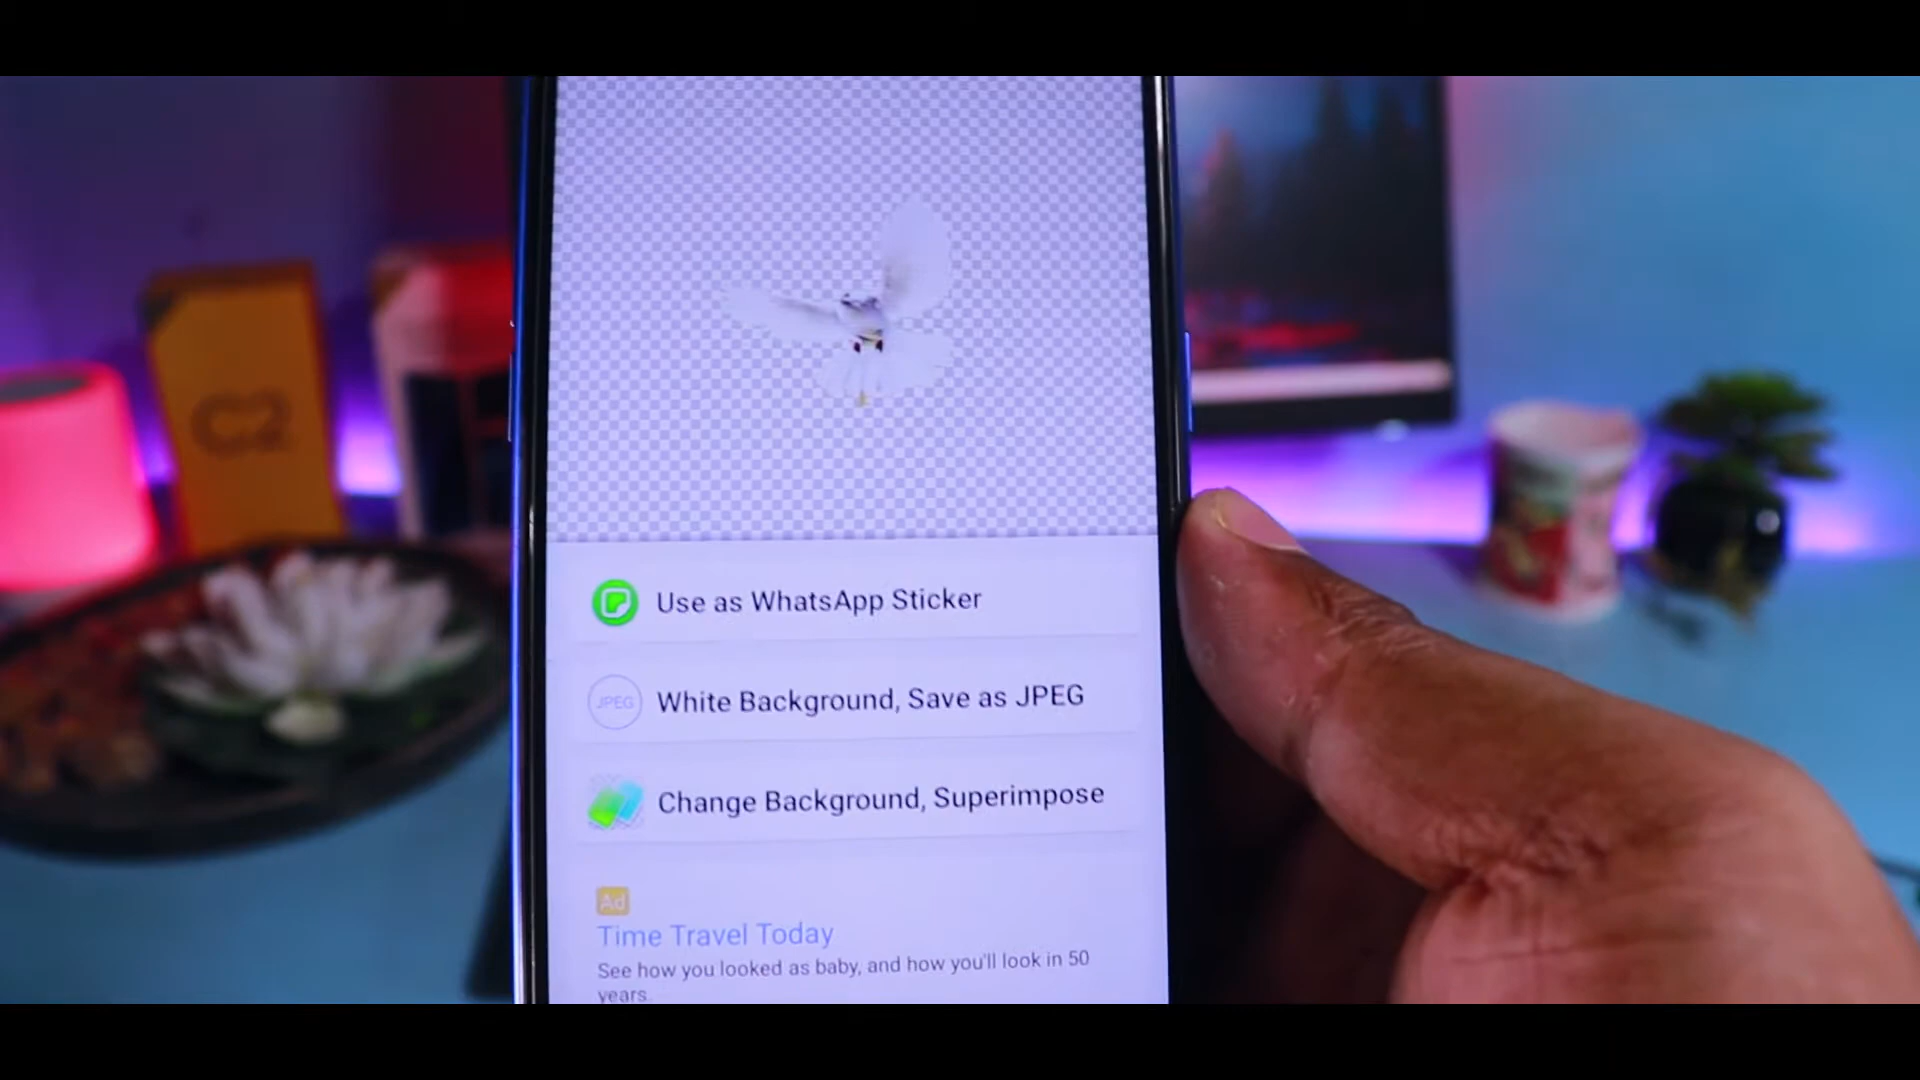 C2
Use as WhatsApp Sticker
JPEG
White Background, Save as JPEG
Change Background, Superimpose
Ad
Time Travel Today
See how you looked as baby, and how you'll look in 50
years.